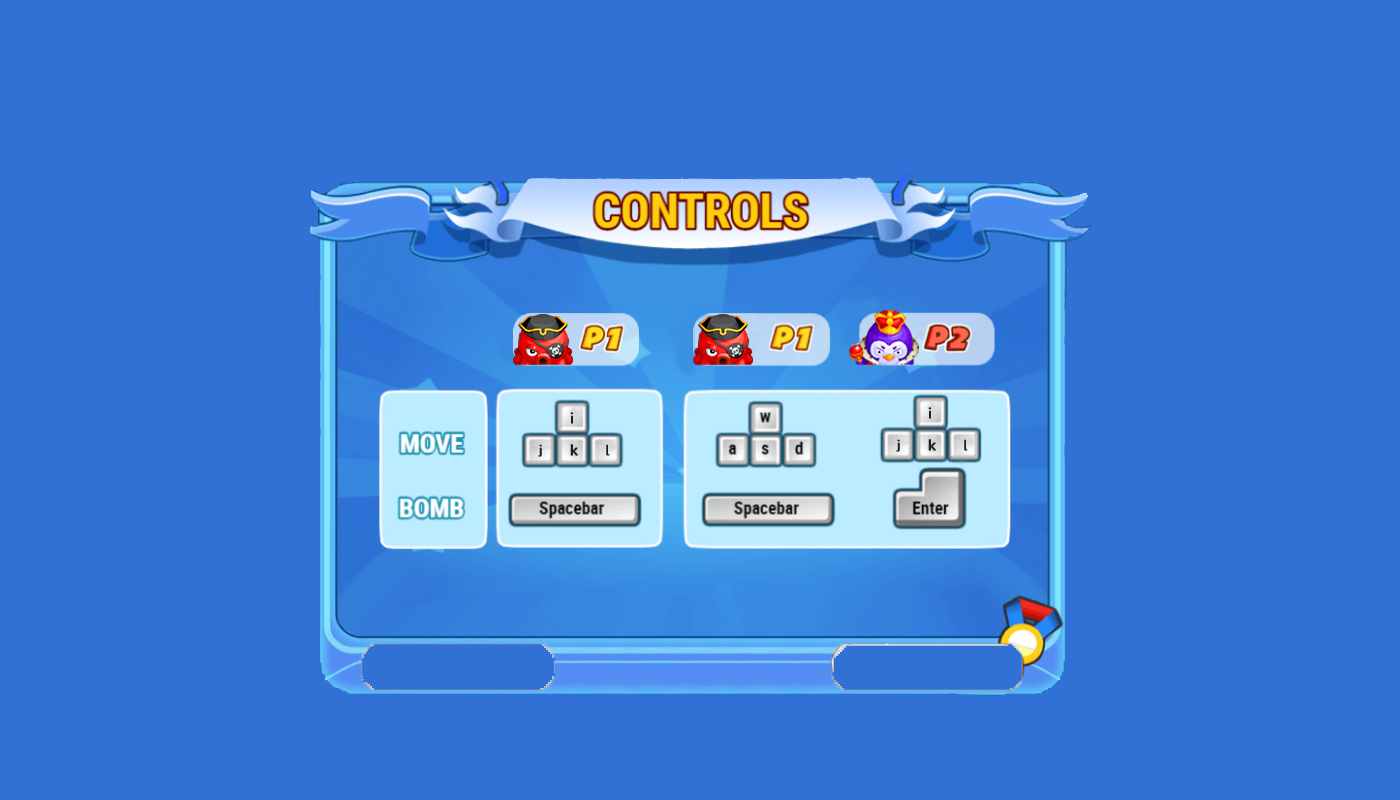 CONTROLS
P1 P1 P2
i w i
MOVE j k l a s d j k l
BOMB Spacebar Spacebar Enter